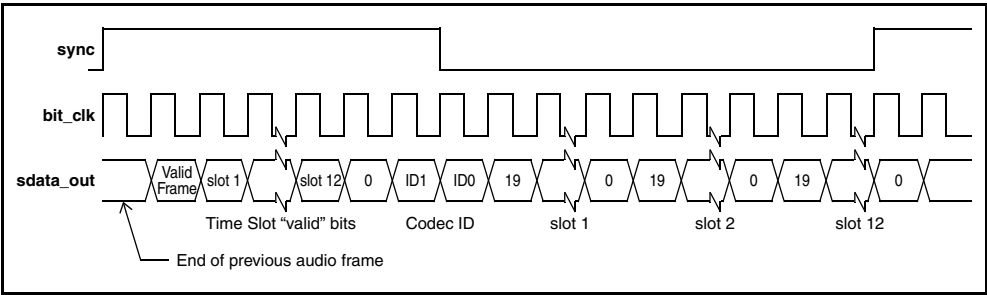 sync
bit_clk
sdata_out
Valid
Frame
slot 1
slot 12
0
ID1
ID0
19
0
19
0
19
0
Time Slot “valid” bits
Codec ID
slot 1
slot 2
slot 12
End of previous audio frame